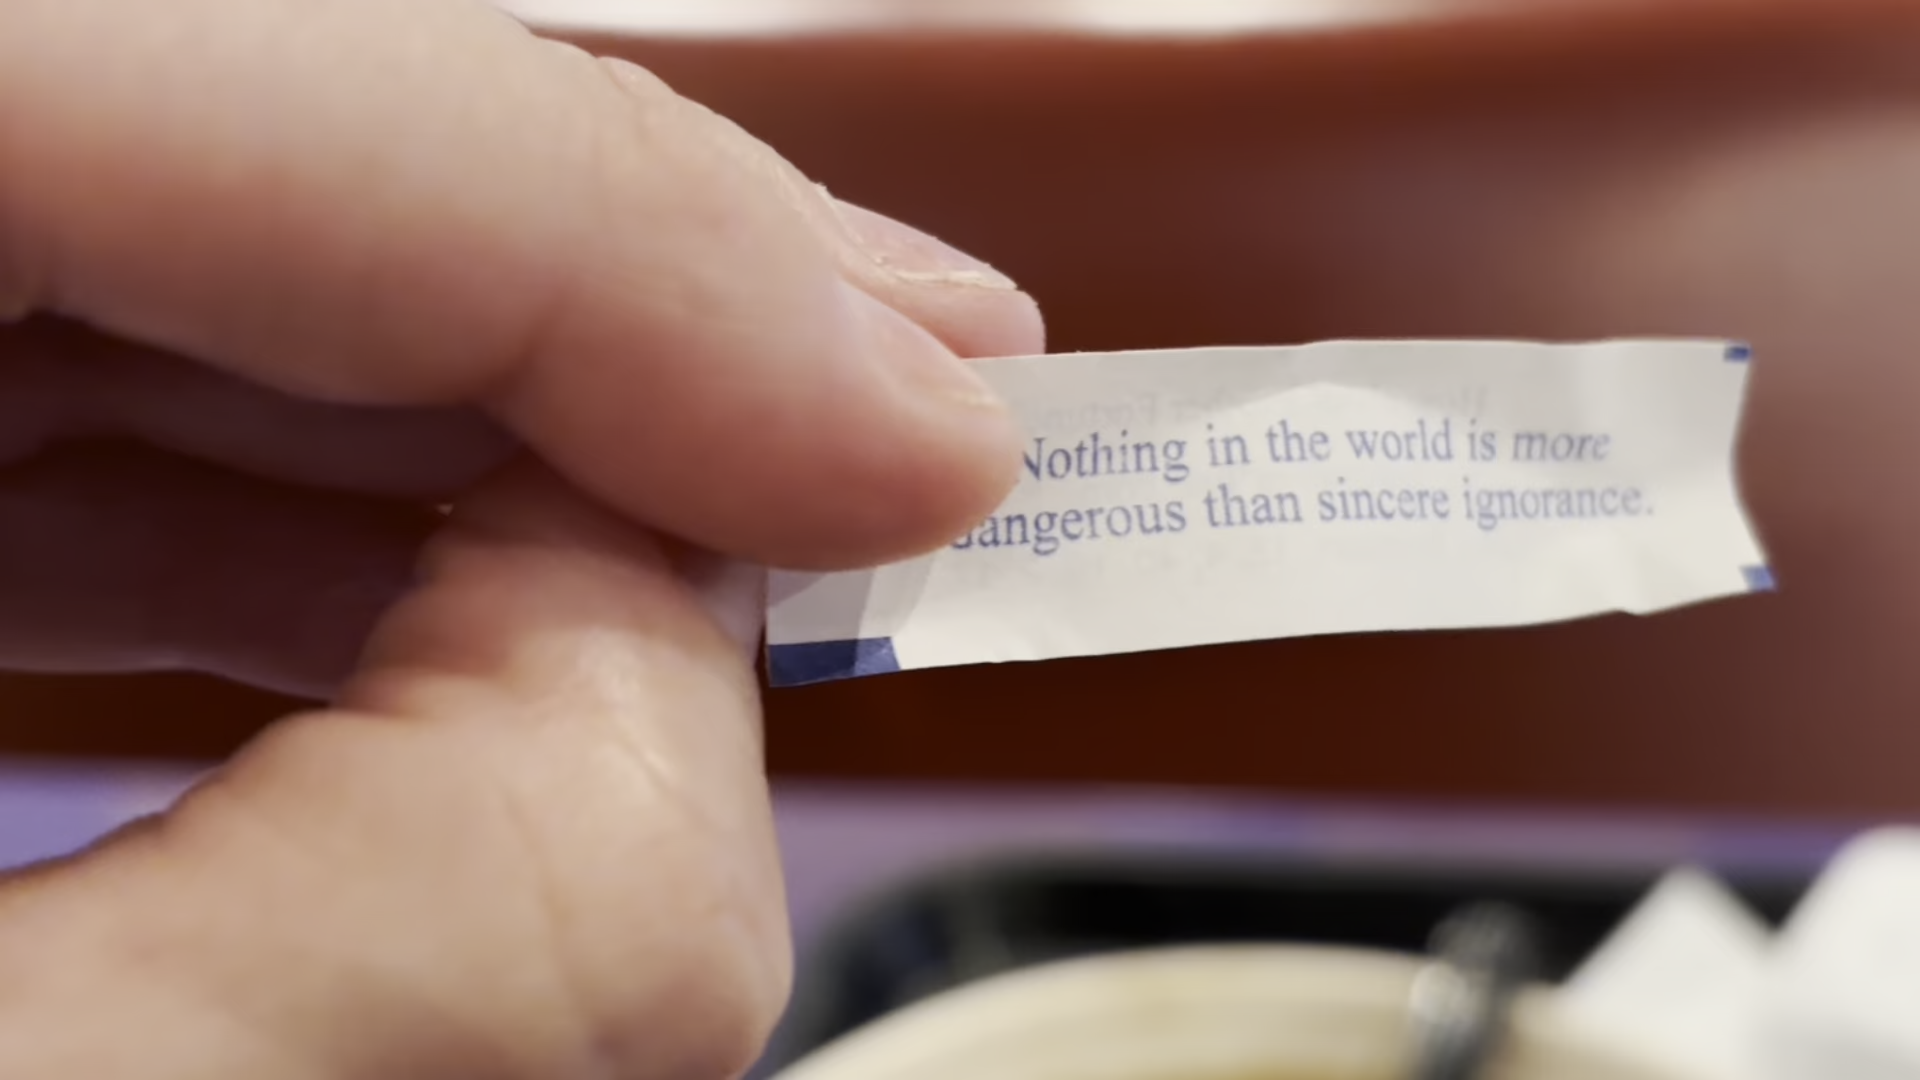 Nothing in the world is more
dangerous than sincere ignorance.